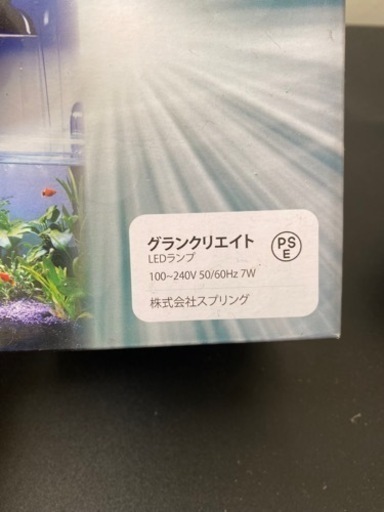 グランクリエイト
PS
E
LEDランプ
100~240V 50/60Hz 7W
株式会社スプリング